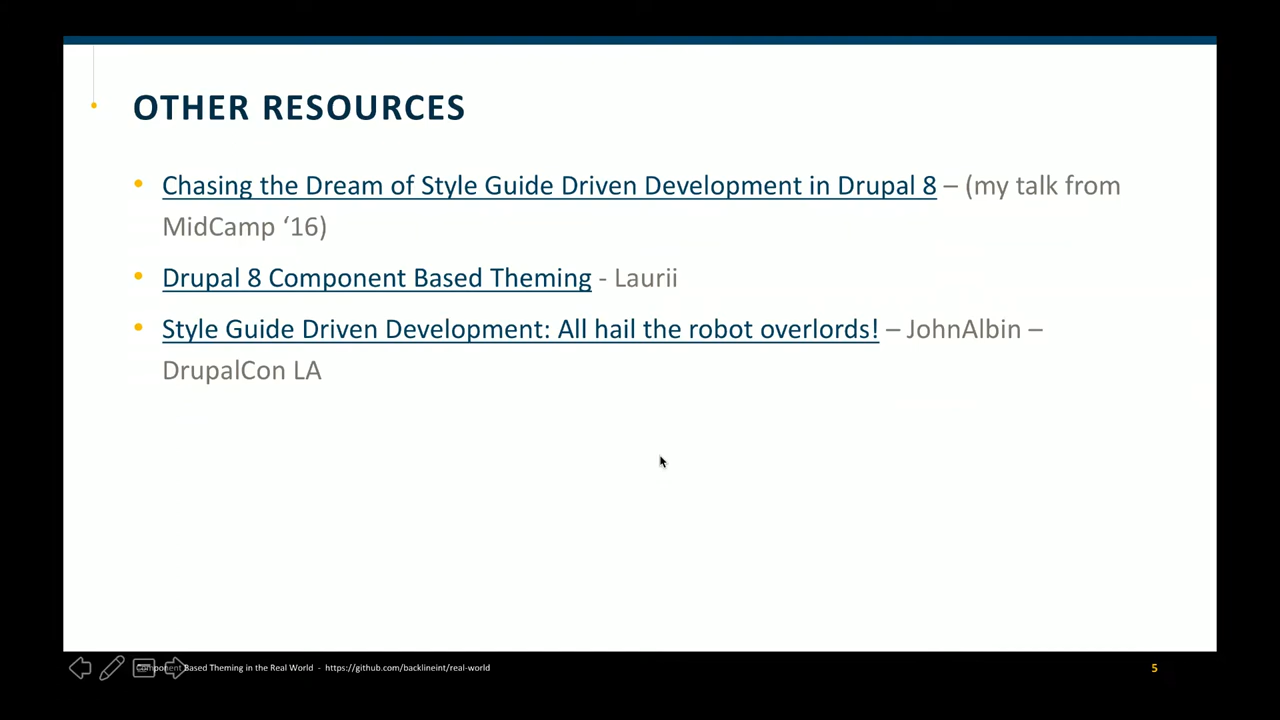 OTHER RESOURCES
• Chasing the Dream of Style Guide Driven Development in Drupal 8 – (my talk from
MidCamp ‘16)
• Drupal 8 Component Based Theming - Laurii
• Style Guide Driven Development: All hail the robot overlords! – JohnAlbin –
DrupalCon LA
Component Based Theming in the Real World - https://github.com/backlineint/real-world
5